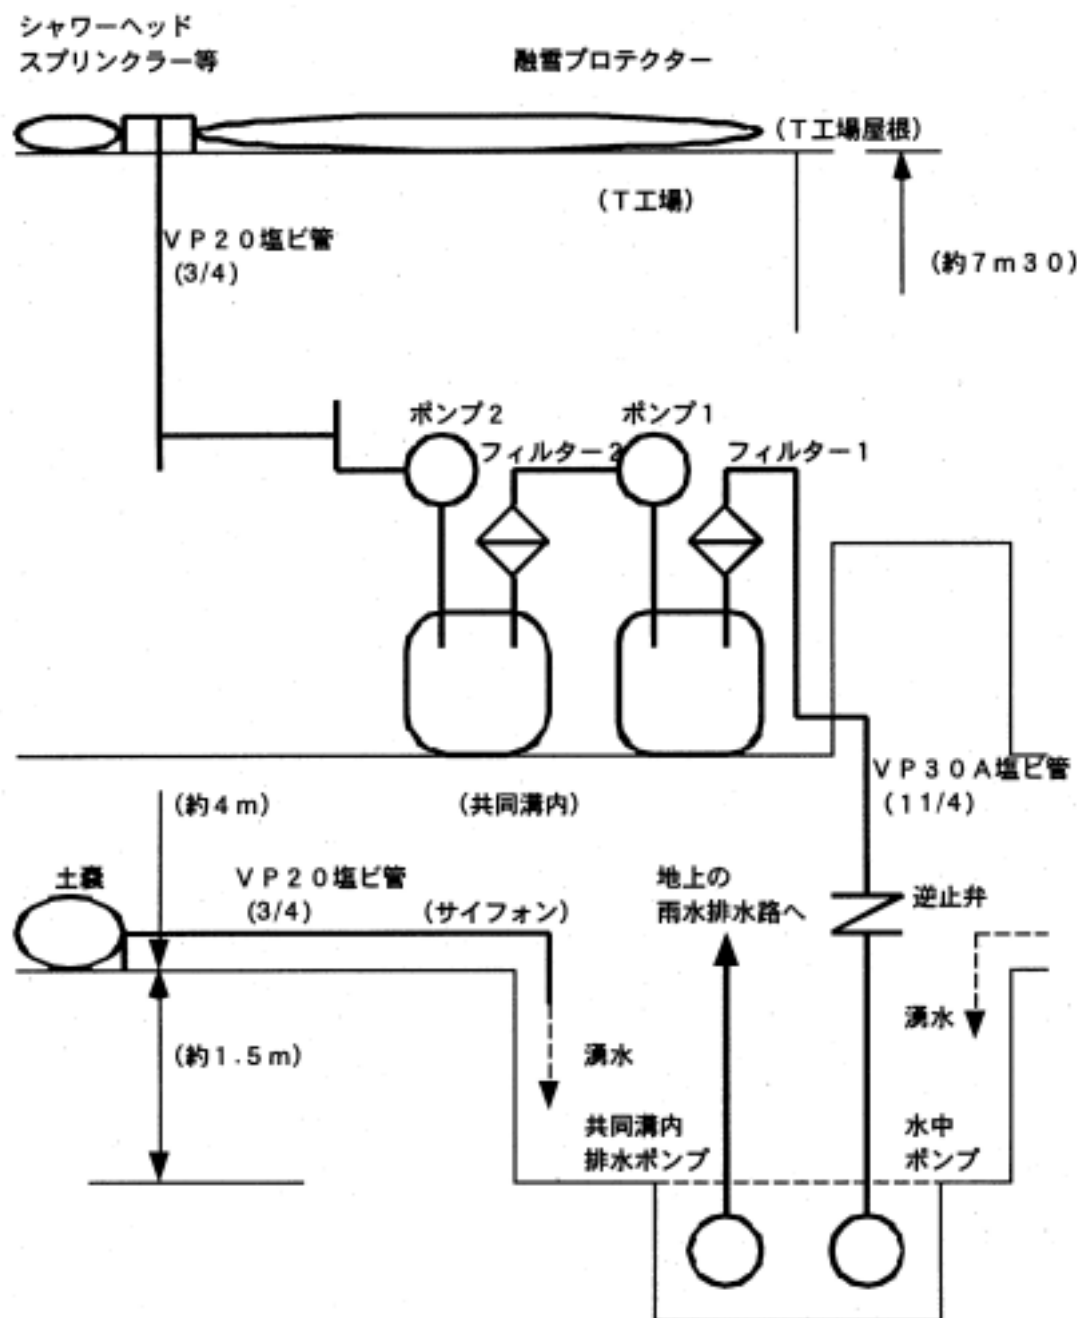 シャワーヘッド
スプリンクラー等
融雪プロテクター
(T工場屋根)
(T工場)
VP20塩ビ管
(3/4)
(約7m30)
ポンプ2
ポンプ1
フィルター2
フィルター1
VP30A塩ビ管
(11/4)
(約4m)
(共同溝内)
土嚢
VP20塩ビ管
(3/4)
(サイフォン)
地上の
雨水排水路へ
逆止弁
湧水
(約1.5m)
湧水
共同溝内
排水ポンプ
水中
ポンプ